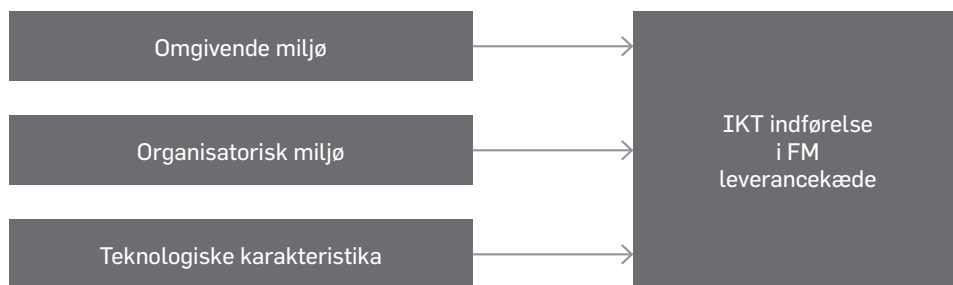 Omgivende miljø
Organisatorisk miljø
Teknologiske karakteristika
IKT indførelse
i FM
leverancekæde